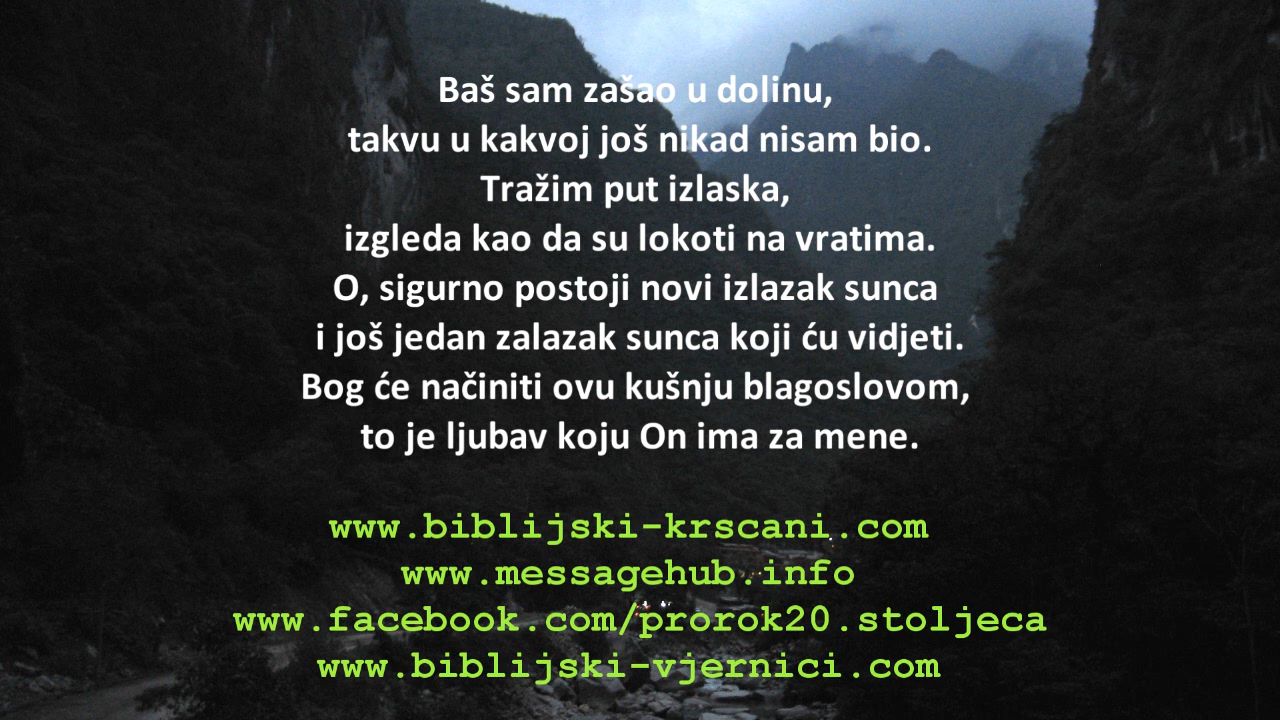 Baš sam zašao u dolinu,
takvu u kakvoj još nikad nisam bio.
Tražim put izlaska,
izgleda kao da su lokoti na vratima.
O, sigurno postoji novi izlazak sunca
i još jedan zalazak sunca koji ću vidjeti.
Bog će načiniti ovu kušnju blagoslovom,
to je ljubav koju On ima za mene.
www.biblijski-krscani.com
www.messagehub.info
www.facebook.com/prorok20.stoljeca
www.biblijski-vjernici.com